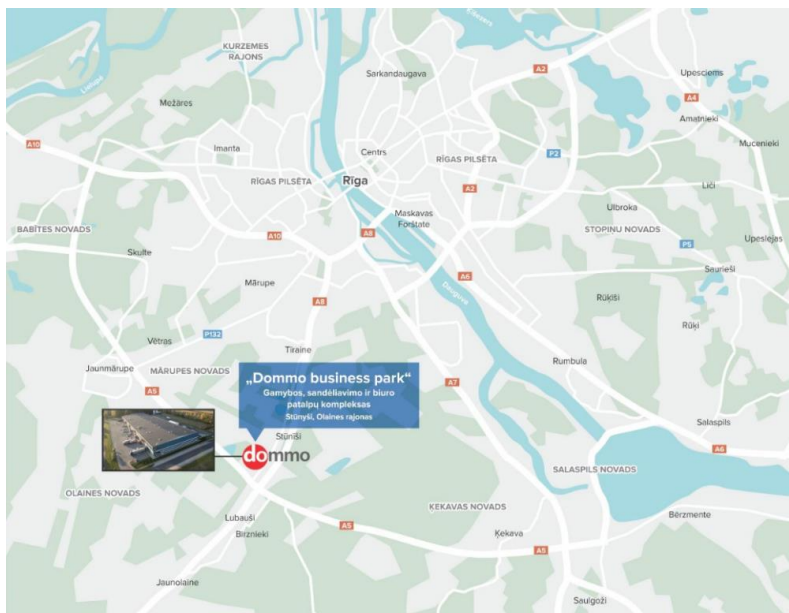 Ķīšezers
A2
KURZEMES
RAJONS
Sarkandaugava
Upesciems
Lielupe
A4
Mežāres
Amatnieki
A10
Imanta
Centrs
RĪGAS PILSĒTA
P2
Mucenieki
RĪGAS PILSĒTA
Rīga
A2
Līči
Maskavas
Forštate
Ulbroka
BABĪTES NOVADS
A10
A8
STOPIŅU NOVADS
Skulte
P5
Upeslejas
A6
Saurieši
Mārupe
Daugava
A8
Rūķīši
Rūķi
P132
Vētras
Tiraine
Rumbula
Jaunmārupe
MĀRUPES NOVADS
A5
„Dommo business park“
Gamybos, sandėliavimo ir biuro
patalpų kompleksas
Stūnyši, Olaines rajonas
A7
Salaspils
Stūnīši
dommo
A6
SALASPILS NOVADS
OLAINES NOVADS
ĶEKAVAS NOVADS
Lubauši
Birznieki
A5
Ķekava
Bērzmente
A5
Jaunolaine
Saulgoži